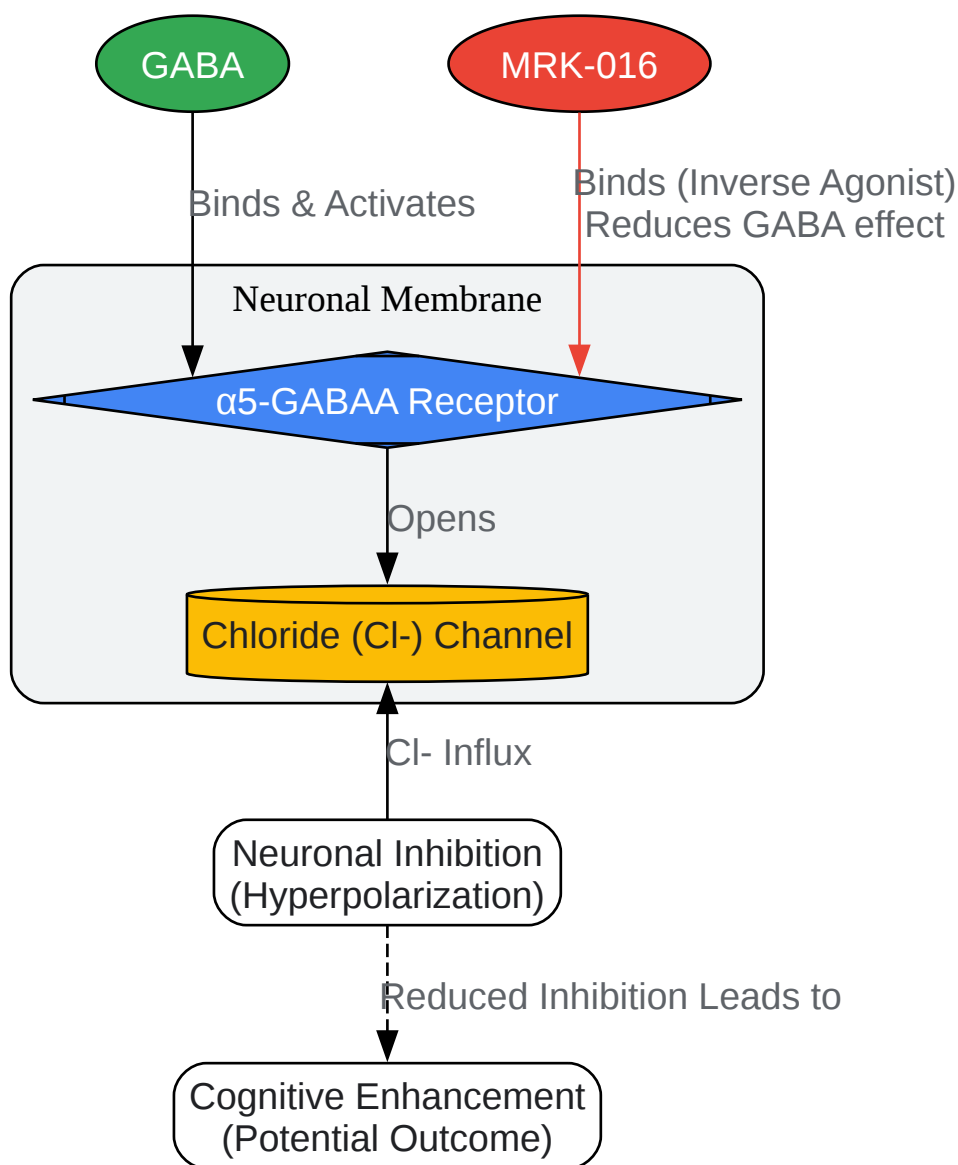 GABA
MRK-016
Binds & Activates
Binds (Inverse Agonist)
Reduces GABA effect
Neuronal Membrane
α5-GABAA Receptor
Opens
Chloride (Cl-) Channel
Cl- Influx
Neuronal Inhibition
(Hyperpolarization)
Reduced Inhibition Leads to
Cognitive Enhancement
(Potential Outcome)